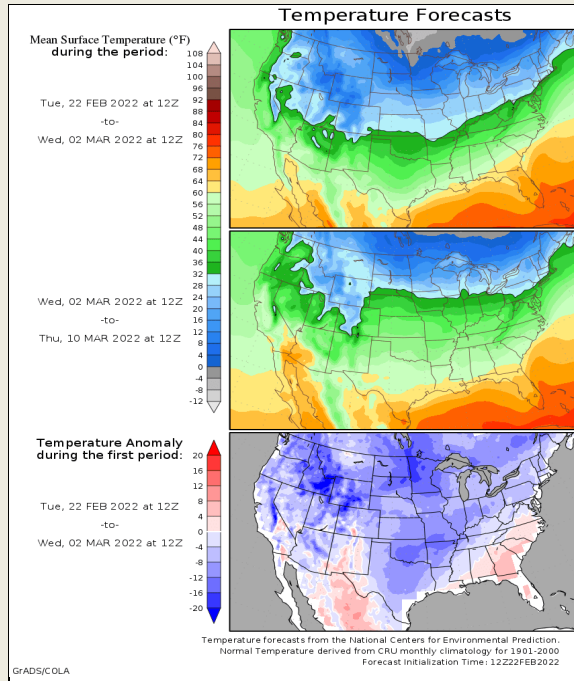 Temperature Forecasts
Mean Surface Temperature (°F)
during the period:
Tue, 22 FEB 2022 at 12Z
-to-
Wed, 02 MAR 2022 at 12Z
108
104
100
96
92
88
84
80
76
72
68
64
60
56
52
48
44
40
36
32
28
24
20
16
12
8
4
0
-4
-8
-12
Wed, 02 MAR 2022 at 12Z
-to-
Thu, 10 MAR 2022 at 12Z
Temperature Anomaly
during the first period:
Tue, 22 FEB 2022 at 12Z
-to-
Wed, 02 MAR 2022 at 12Z
20
16
12
8
4
0
-4
-8
-12
-16
-20
Temperature forecasts from the National Centers for Environmental Prediction.
Normal Temperature derived from CRU monthly climatology for 1901-2000
Forecast Initialization Time: 12Z22FEB2022
GrADS/COLA